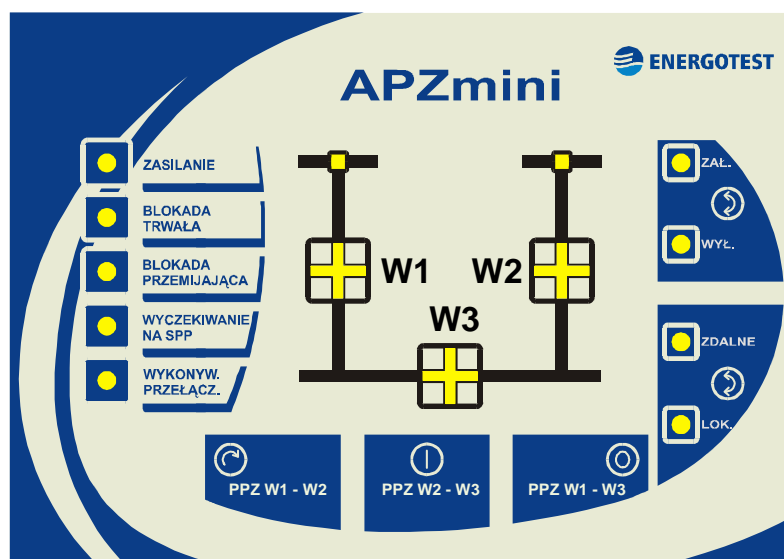 ENERGOTEST
APZmini
ZASILANIE
BLOKADA
TRWAŁA
BLOKADA
PRZEMIJAJĄCA
WYCZEKIWANIE
NA SPP
WYKONYW.
PRZEŁĄCZ.
W1
W2
W3
ZAŁ.
WYŁ.
ZDALNE
LOK.
PPZ W1 - W2
PPZ W2 - W3
PPZ W1 - W3